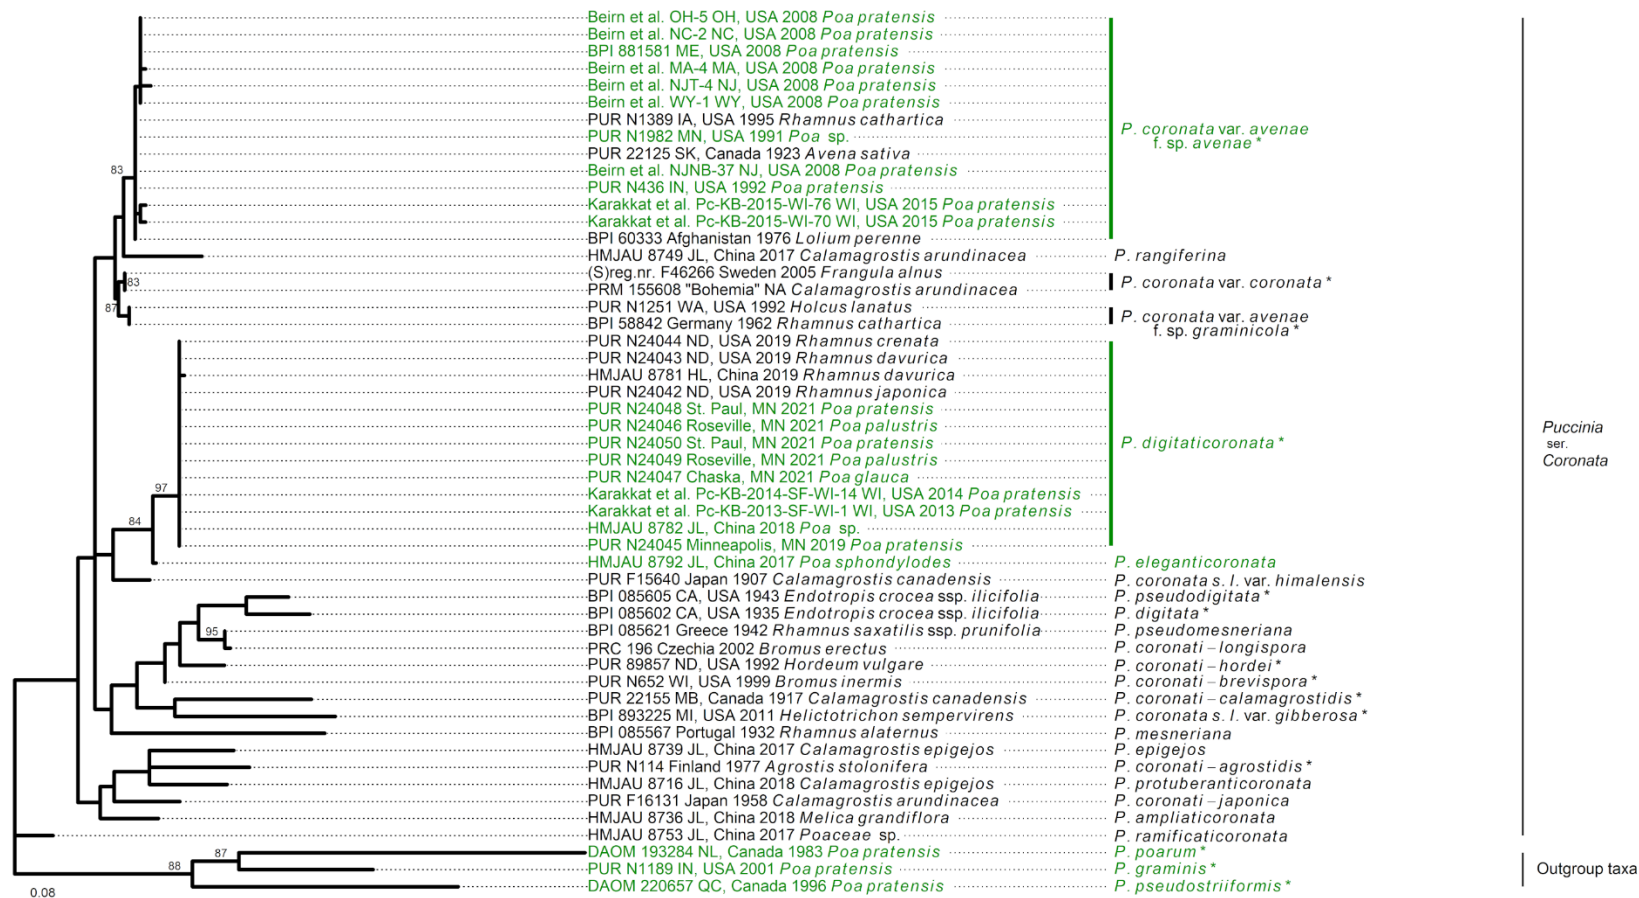 Beirn et al. OH-5 OH, USA 2008 Poa pratensis
Beirn et al. NC-2 NC, USA 2008 Poa pratensis
BPI 881581 ME, USA 2008 Poa pratensis
Beirn et al. MA-4 MA, USA 2008 Poa pratensis
Beirn et al. NJT-4 NJ, USA 2008 Poa pratensis
Beirn et al. WY-1 WY, USA 2008 Poa pratensis
PUR N1389 IA, USA 1995 Rhamnus cathartica
P. coronata var. avenae
f. sp. avenae *
PUR N1982 MN, USA 1991 Poa sp.
PUR 22125 SK, Canada 1923 Avena sativa
83
Beirn et al. NJNB-37 NJ, USA 2008 Poa pratensis
PUR N436 IN, USA 1992 Poa pratensis
Karakkat et al. Pc-KB-2015-WI-76 WI, USA 2015 Poa pratensis
Karakkat et al. Pc-KB-2015-WI-70 WI, USA 2015 Poa pratensis
BPI 60333 Afghanistan 1976 Lolium perenne
HMJAU 8749 JL, China 2017 Calamagrostis arundinacea P. rangiferina
(S)reg.nr. F46266 Sweden 2005 Frangula alnus
83
P. coronata var. coronata *
PRM 155608 "Bohemia" NA Calamagrostis arundinacea
87
PUR N1251 WA, USA 1992 Holcus lanatus
P. coronata var. avenae
f. sp. graminicola *
BPI 58842 Germany 1962 Rhamnus cathartica
PUR N24044 ND, USA 2019 Rhamnus crenata
PUR N24043 ND, USA 2019 Rhamnus davurica
HMJAU 8781 HL, China 2019 Rhamnus davurica
PUR N24042 ND, USA 2019 Rhamnus japonica
PUR N24048 St. Paul, MN 2021 Poa pratensis
PUR N24046 Roseville, MN 2021 Poa palustris
PUR N24050 St. Paul, MN 2021 Poa pratensis
P. digitaticoronata *
PUR N24049 Roseville, MN 2021 Poa palustris
PUR N24047 Chaska, MN 2021 Poa glauca
97
Karakkat et al. Pc-KB-2014-SF-WI-14 WI, USA 2014 Poa pratensis
Karakkat et al. Pc-KB-2013-SF-WI-1 WI, USA 2013 Poa pratensis
84
HMJAU 8782 JL, China 2018 Poa sp.
PUR N24045 Minneapolis, MN 2019 Poa pratensis
HMJAU 8792 JL, China 2017 Poa sphondylodes P. eleganticoronata
PUR F15640 Japan 1907 Calamagrostis canadensis P. coronata s. l. var. himalensis
BPI 085605 CA, USA 1943 Endotropis crocea ssp. ilicifolia P. pseudodigitata *
BPI 085602 CA, USA 1935 Endotropis crocea ssp. ilicifolia P. digitata *
95
BPI 085621 Greece 1942 Rhamnus saxatilis ssp. prunifolia P. pseudomesneriana
PRC 196 Czechia 2002 Bromus erectus P. coronati–longispora
PUR 89857 ND, USA 1992 Hordeum vulgare P. coronati–hordei *
PUR N652 WI, USA 1999 Bromus inermis P. coronati–brevispora *
PUR 22155 MB, Canada 1917 Calamagrostis canadensis P. coronati–calamagrostidis *
BPI 893225 MI, USA 2011 Helictotrichon sempervirens P. coronata s. l. var. gibberosa *
BPI 085567 Portugal 1932 Rhamnus alaternus P. mesneriana
HMJAU 8739 JL, China 2017 Calamagrostis epigejos P. epigejos
PUR N114 Finland 1977 Agrostis stolonifera P. coronati–agrostidis *
HMJAU 8716 JL, China 2018 Calamagrostis epigejos P. protuberanticoronata
PUR F16131 Japan 1958 Calamagrostis arundinacea P. coronati–japonica
HMJAU 8736 JL, China 2018 Melica grandiflora P. ampliaticoronata
HMJAU 8753 JL, China 2017 Poaceae sp. P. ramificaticoronata
Puccinia
ser.
Coronata
87
DAOM 193284 NL, Canada 1983 Poa pratensis P. poarum *
88
PUR N1189 IN, USA 2001 Poa pratensis P. graminis *
DAOM 220657 QC, Canada 1996 Poa pratensis P. pseudostriiformis *
Outgroup taxa
0.08